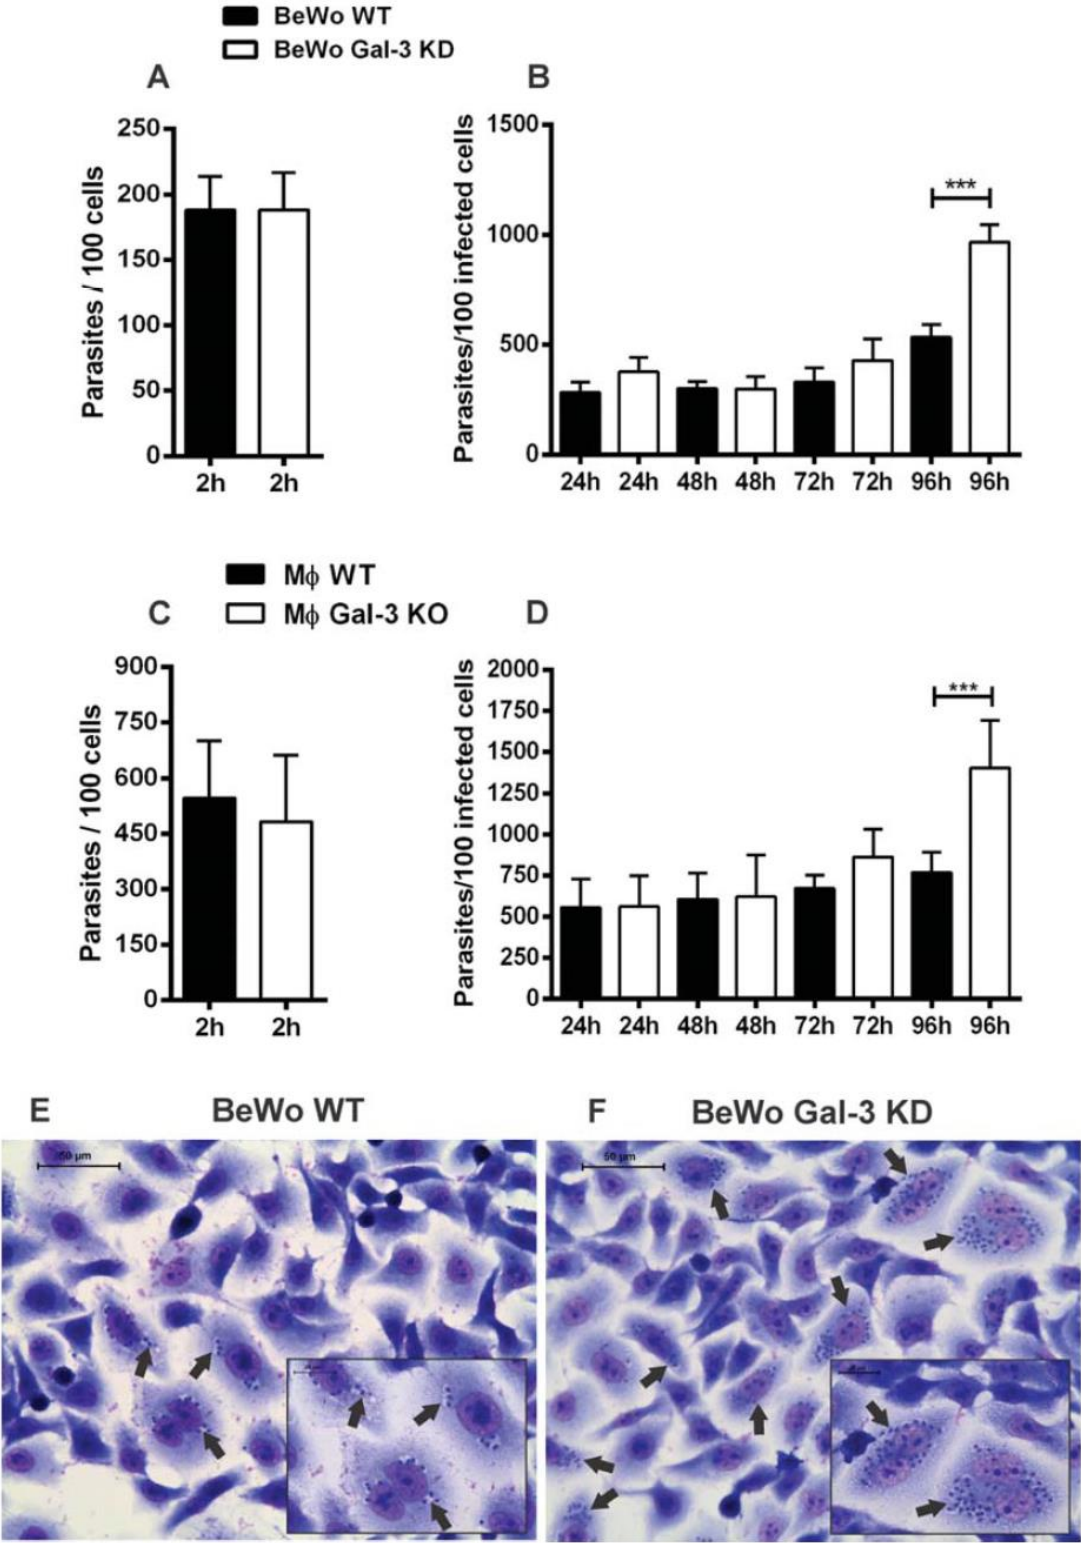 BeWo WT
BeWo Gal-3 KD
A
B
Parasites / 100 cells
250
200
150
100
50
0
2h 2h
Parasites/100 infected cells
1500
1000
500
0
***
24h 24h 48h 48h 72h 72h 96h 96h
Mϕ WT
Mϕ Gal-3 KO
C
D
Parasites / 100 cells
900
750
600
450
300
150
0
2h 2h
Parasites/100 infected cells
2000
1750
1500
1250
1000
750
500
250
0
***
24h 24h 48h 48h 72h 72h 96h 96h
E BeWo WT
F BeWo Gal-3 KD
50 µm
50 µm